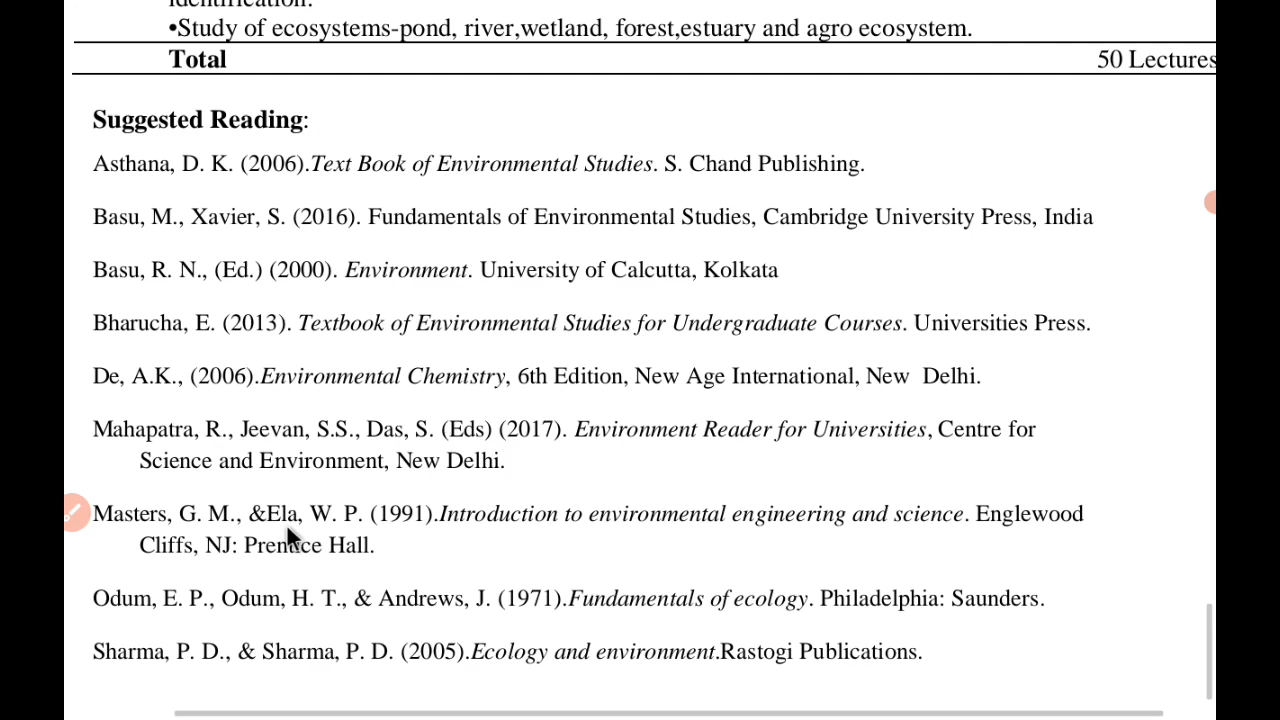 identification.
•Study of ecosystems-pond, river,wetland, forest,estuary and agro ecosystem.
Total 50 Lectures
Suggested Reading:
Asthana, D. K. (2006).Text Book of Environmental Studies. S. Chand Publishing.
Basu, M., Xavier, S. (2016). Fundamentals of Environmental Studies, Cambridge University Press, India
Basu, R. N., (Ed.) (2000). Environment. University of Calcutta, Kolkata
Bharucha, E. (2013). Textbook of Environmental Studies for Undergraduate Courses. Universities Press.
De, A.K., (2006).Environmental Chemistry, 6th Edition, New Age International, New Delhi.
Mahapatra, R., Jeevan, S.S., Das, S. (Eds) (2017). Environment Reader for Universities, Centre for
Science and Environment, New Delhi.
Masters, G. M., &Ela, W. P. (1991).Introduction to environmental engineering and science. Englewood
Cliffs, NJ: Prentice Hall.
Odum, E. P., Odum, H. T., & Andrews, J. (1971).Fundamentals of ecology. Philadelphia: Saunders.
Sharma, P. D., & Sharma, P. D. (2005).Ecology and environment.Rastogi Publications.